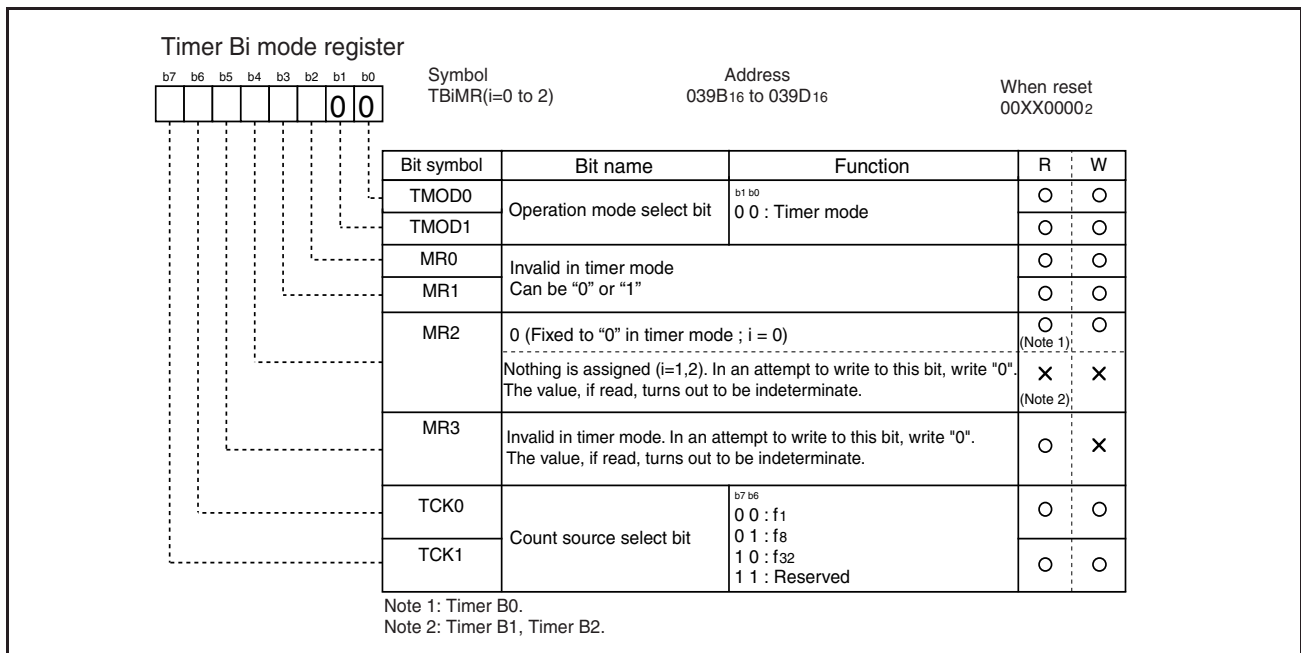 Timer Bi mode register
b7 b6 b5 b4 b3 b2 b1 b0
0 0
Symbol
TBiMR(i=0 to 2)
Address
039B16 to 039D16
When reset
00XX00002
Bit symbol Bit name Function R W
TMOD0
TMOD1
Operation mode select bit
b1 b0
0 0 : Timer mode
O O
O O
MR0
MR1
Invalid in timer mode
Can be “0” or “1”
O O
O O
MR2
0 (Fixed to “0” in timer mode ; i = 0)
O O
(Note 1)
Nothing is assigned (i=1,2). In an attempt to write to this bit, write "0".
The value, if read, turns out to be indeterminate.
× ×
(Note 2)
MR3
Invalid in timer mode. In an attempt to write to this bit, write "0".
The value, if read, turns out to be indeterminate.
O ×
TCK0
TCK1
Count source select bit
b7 b6
0 0 : f1
0 1 : f8
1 0 : f32
1 1 : Reserved
O O
O O
Note 1: Timer B0.
Note 2: Timer B1, Timer B2.